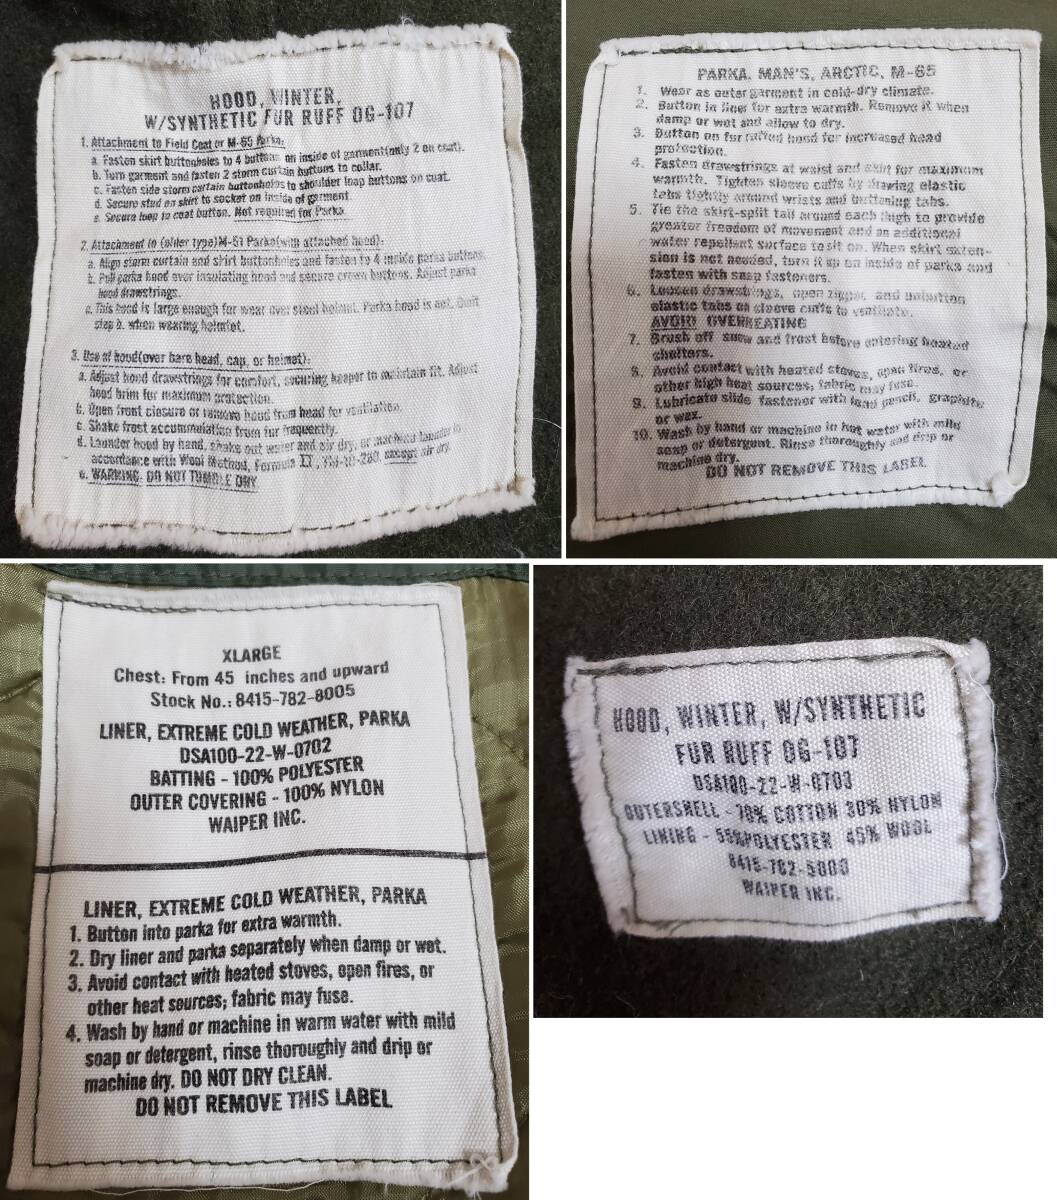 HOOD, WINTER,
W/SYNTHETIC FUR RUFF OG-107
1. Attachment to Field Coat or M-65 Parka:
a. Fasten skirt buttonholes to 4 buttons on inside of garment(only 2 on coat).
b. Turn garment and fasten 2 storm curtain buttons to collar.
c. Fasten side storm curtain buttonholes to shoulder loop buttons on coat.
d. Secure stud on skirt to socket on inside of garment.
e. Secure loop to coat button. Not required for Parka.
2. Attachment to (older type)M-51 Parka(with attached hood):
a. Align storm curtain and skirt buttonholes and fasten to 4 inside parka buttons.
b. Pull parka hood over insulating hood and secure crown buttons. Adjust parka
hood drawstrings.
c. This hood is large enough for wear over steel helmet. Parka hood is not. Omit
step b. when wearing helmet.
3. Use of hood(over bare head, cap, or helmet):
a. Adjust hood drawstrings for comfort, securing keeper to maintain fit. Adjust
hood brim for maximum protection.
b. Open front closure or remove hood from head for ventilation.
c. Shake frost accummulation from fur frequently.
d. Launder hood by hand, shake out water and air dry, or machine launder in
accordance with Wool Method, Formula II, except air dry.
e. WARNING: DO NOT TUMBLE DRY
PARKA, MAN'S, ARCTIC, M-65
1. Wear as outer garment in cold-dry climate.
2. Button in liner for extra warmth. Remove it when
damp or wet and allow to dry.
3. Button on fur ruffed hood for increased head
protection.
4. Fasten drawstrings at waist and skirt for maximum
warmth. Tighten sleeve cuffs by drawing elastic
tabs tightly around wrists and buttoning tabs.
5. Tie the skirt-split tail around each thigh to provide
greater freedom of movement and an additional
water repellent surface to sit on. When skirt exten-
sion is not needed, turn it up on inside of parka and
fasten with snap fasteners.
6. Loosen drawstrings, open zipper, and unbutton
elastic tabs on sleeve cuffs to ventilate.
AVOID OVERHEATING
7. Brush off snow and frost before entering heated
shelters.
8. Avoid contact with heated stoves, open fires, or
other high heat sources; fabric may fuse.
9. Lubricate slide fastener with lead pencil, graphite
or wax.
10. Wash by hand or machine in hot water with mild
soap or detergent. Rinse thoroughly and drip or
machine dry.
DO NOT REMOVE THIS LABEL
XLARGE
Chest: From 45 inches and upward
Stock No.: 8415-782-8005
LINER, EXTREME COLD WEATHER, PARKA
DSA100-22-W-0702
BATTING - 100% POLYESTER
OUTER COVERING - 100% NYLON
WAIPER INC.
LINER, EXTREME COLD WEATHER, PARKA
1. Button into parka for extra warmth.
2. Dry liner and parka separately when damp or wet.
3. Avoid contact with heated stoves, open fires, or
other heat sources; fabric may fuse.
4. Wash by hand or machine in warm water with mild
soap or detergent, rinse thoroughly and drip or
machine dry. DO NOT DRY CLEAN.
DO NOT REMOVE THIS LABEL
HOOD, WINTER, W/SYNTHETIC
FUR RUFF OG-107
DSA100-22-W-0703
OUTERSHELL - 70% COTTON 30% NYLON
LINING - 55%POLYESTER 45% WOOL
8415-782-5000
WAIPER INC.